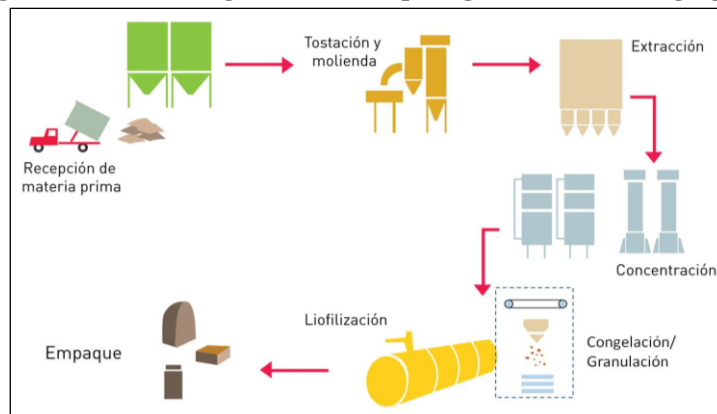 Tostación y
molienda
Extracción
Recepción de
materia prima
Concentración
Liofilización
Congelación/
Granulación
Empaque